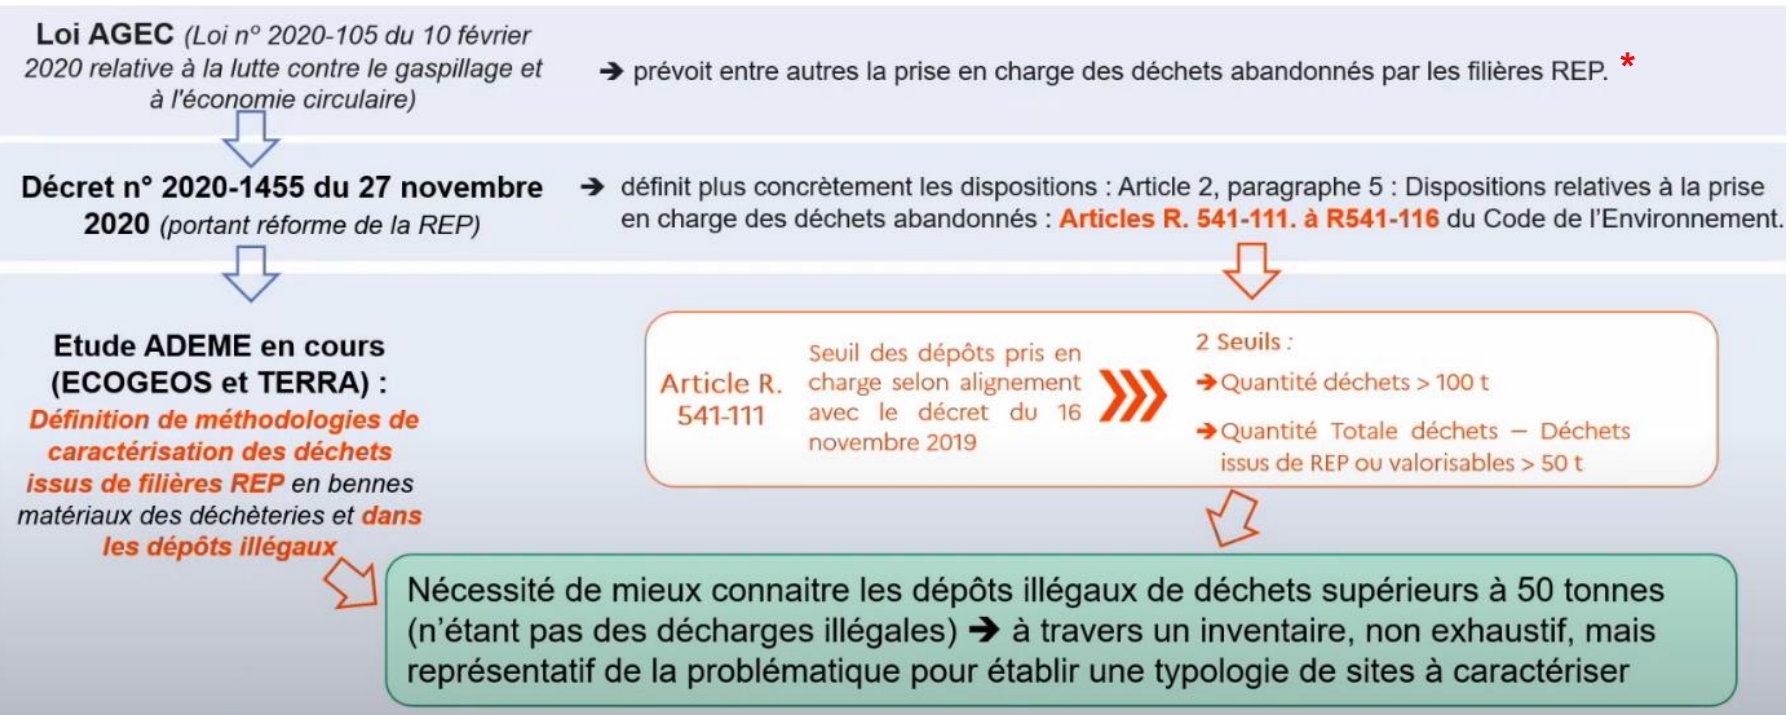 Loi AGEC (Loi n° 2020-105 du 10 février
2020 relative à la lutte contre le gaspillage et
à l'économie circulaire)
➔ prévoit entre autres la prise en charge des déchets abandonnés par les filières REP. *
Décret n° 2020-1455 du 27 novembre
2020 (portant réforme de la REP)
➔ définit plus concrètement les dispositions : Article 2, paragraphe 5 : Dispositions relatives à la prise
en charge des déchets abandonnés : Articles R. 541-111. à R541-116 du Code de l'Environnement.
Etude ADEME en cours
(ECOGEOS et TERRA) :
Définition de méthodologies de
caractérisation des déchets
issus de filières REP en bennes
matériaux des déchèteries et dans
les dépôts illégaux
Article R.
541-111
Seuil des dépôts pris en
charge selon alignement
avec le décret du 16
novembre 2019
2 Seuils :
➔Quantité déchets > 100 t
➔Quantité Totale déchets – Déchets
issus de REP ou valorisables > 50 t
Nécessité de mieux connaitre les dépôts illégaux de déchets supérieurs à 50 tonnes
(n'étant pas des décharges illégales) ➔ à travers un inventaire, non exhaustif, mais
représentatif de la problématique pour établir une typologie de sites à caractériser